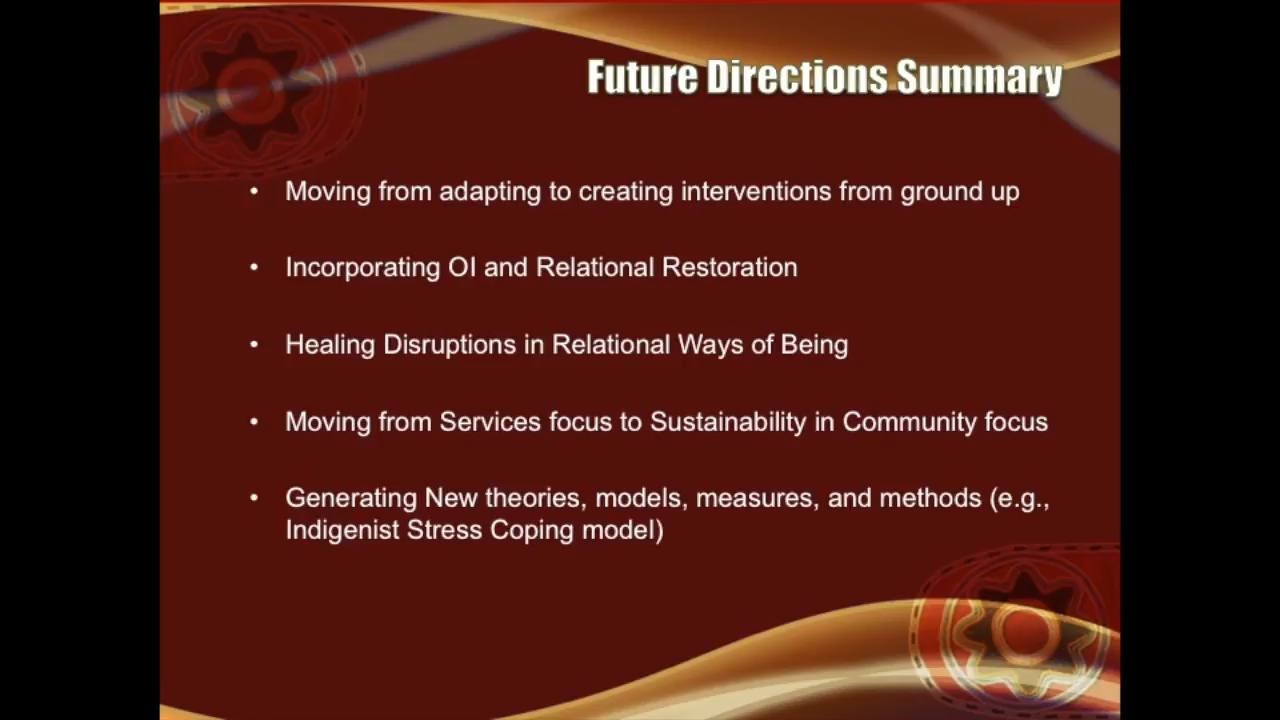 Future Directions Summary
• Moving from adapting to creating interventions from ground up
• Incorporating OI and Relational Restoration
• Healing Disruptions in Relational Ways of Being
• Moving from Services focus to Sustainability in Community focus
• Generating New theories, models, measures, and methods (e.g.,
Indigenist Stress Coping model)